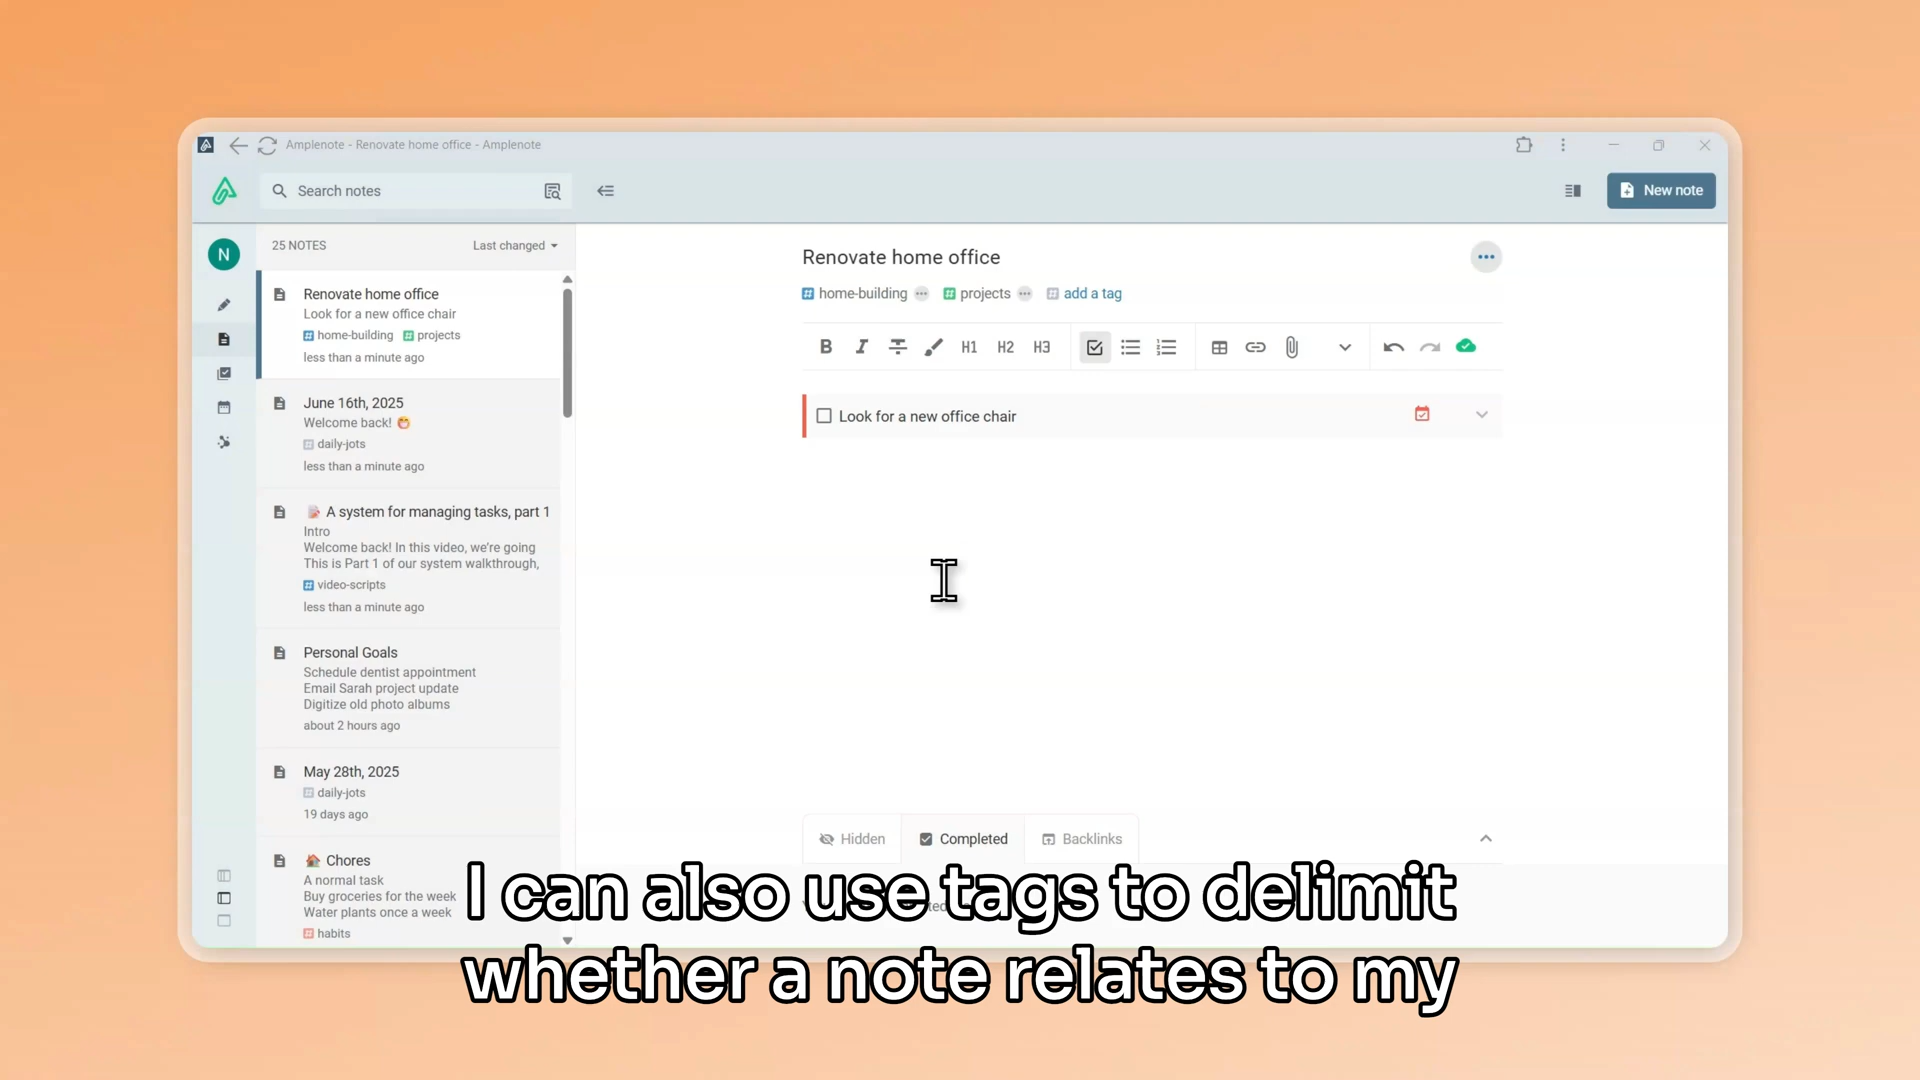 Amplenote - Renovate home office - Amplenote
Search notes
New note
N
25 NOTES
Last changed
Renovate home office
Look for a new office chair
home-building projects
less than a minute ago
June 16th, 2025
Welcome back! 😁
daily-jots
less than a minute ago
📝 A system for managing tasks, part 1
Intro
Welcome back! In this video, we're going
This is Part 1 of our system walkthrough,
video-scripts
less than a minute ago
Personal Goals
Schedule dentist appointment
Email Sarah project update
Digitize old photo albums
about 2 hours ago
May 28th, 2025
daily-jots
19 days ago
🏠 Chores
A normal task
Buy groceries for the week
Water plants once a week
habits
Renovate home office
home-building projects add a tag
B I S H1 H2 H3
Look for a new office chair
Hidden Completed Backlinks
I can also use tags to delimit
whether a note relates to my